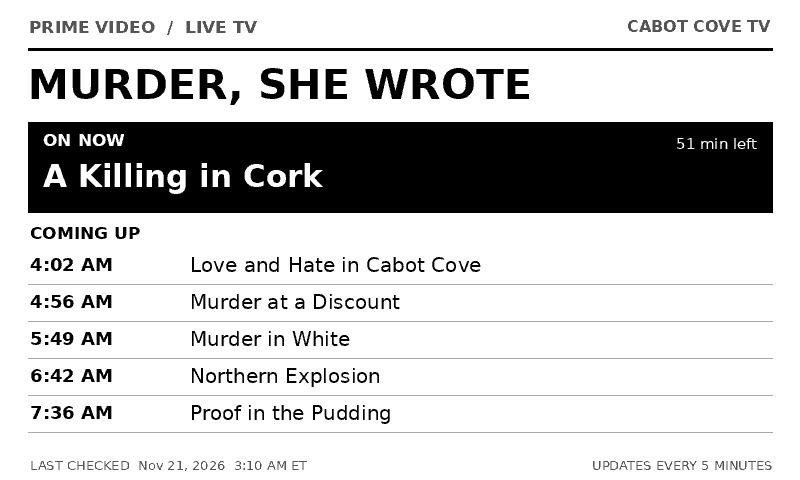 PRIME VIDEO / LIVE TV
CABOT COVE TV
MURDER, SHE WROTE
ON NOW
51 min left
A Killing in Cork
COMING UP
4:02 AM Love and Hate in Cabot Cove
4:56 AM Murder at a Discount
5:49 AM Murder in White
6:42 AM Northern Explosion
7:36 AM Proof in the Pudding
LAST CHECKED Nov 21, 2026 3:10 AM ET
UPDATES EVERY 5 MINUTES